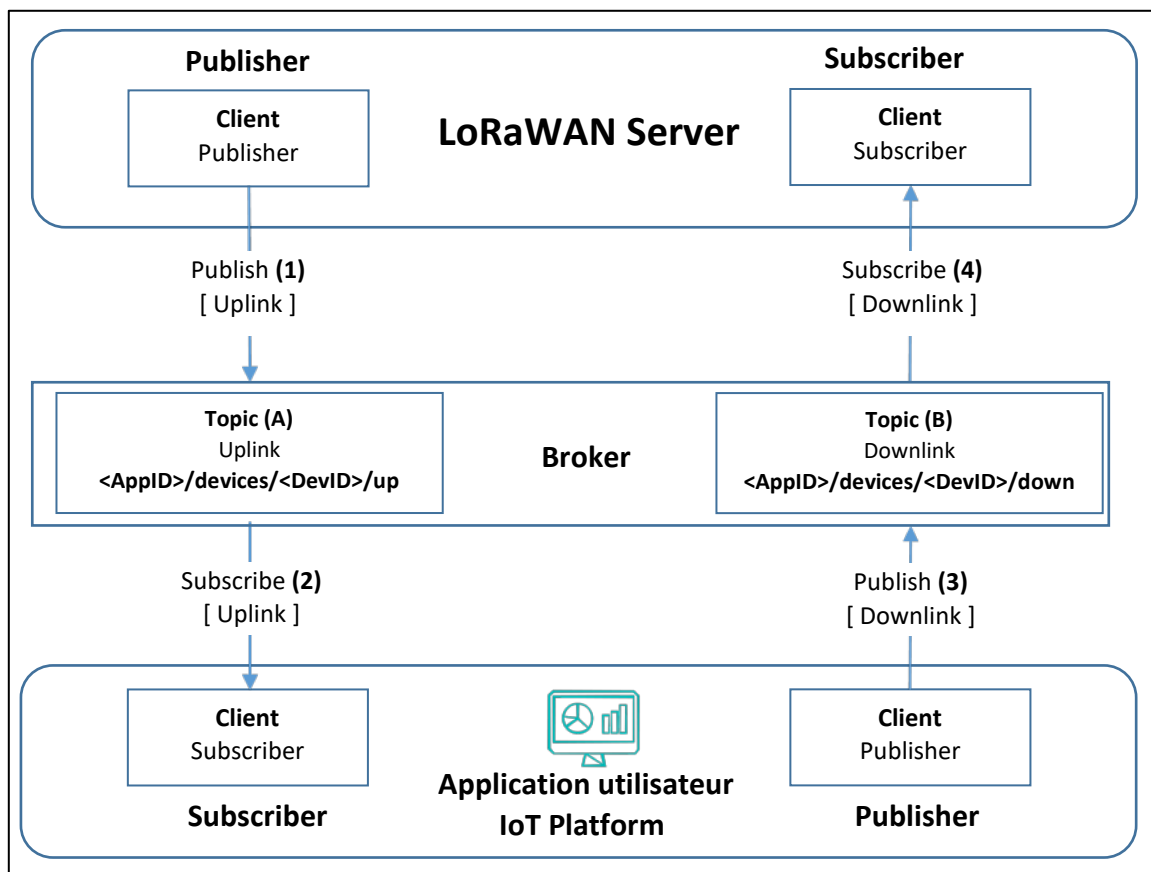 Publisher
Subscriber
Client
Publisher
LoRaWAN Server
Client
Subscriber
Publish (1)
[ Uplink ]
Subscribe (4)
[ Downlink ]
Topic (A)
Uplink
<AppID>/devices/<DevID>/up
Broker
Topic (B)
Downlink
<AppID>/devices/<DevID>/down
Subscribe (2)
[ Uplink ]
Publish (3)
[ Downlink ]
Client
Subscriber
Subscriber
Application utilisateur
IoT Platform
Client
Publisher
Publisher